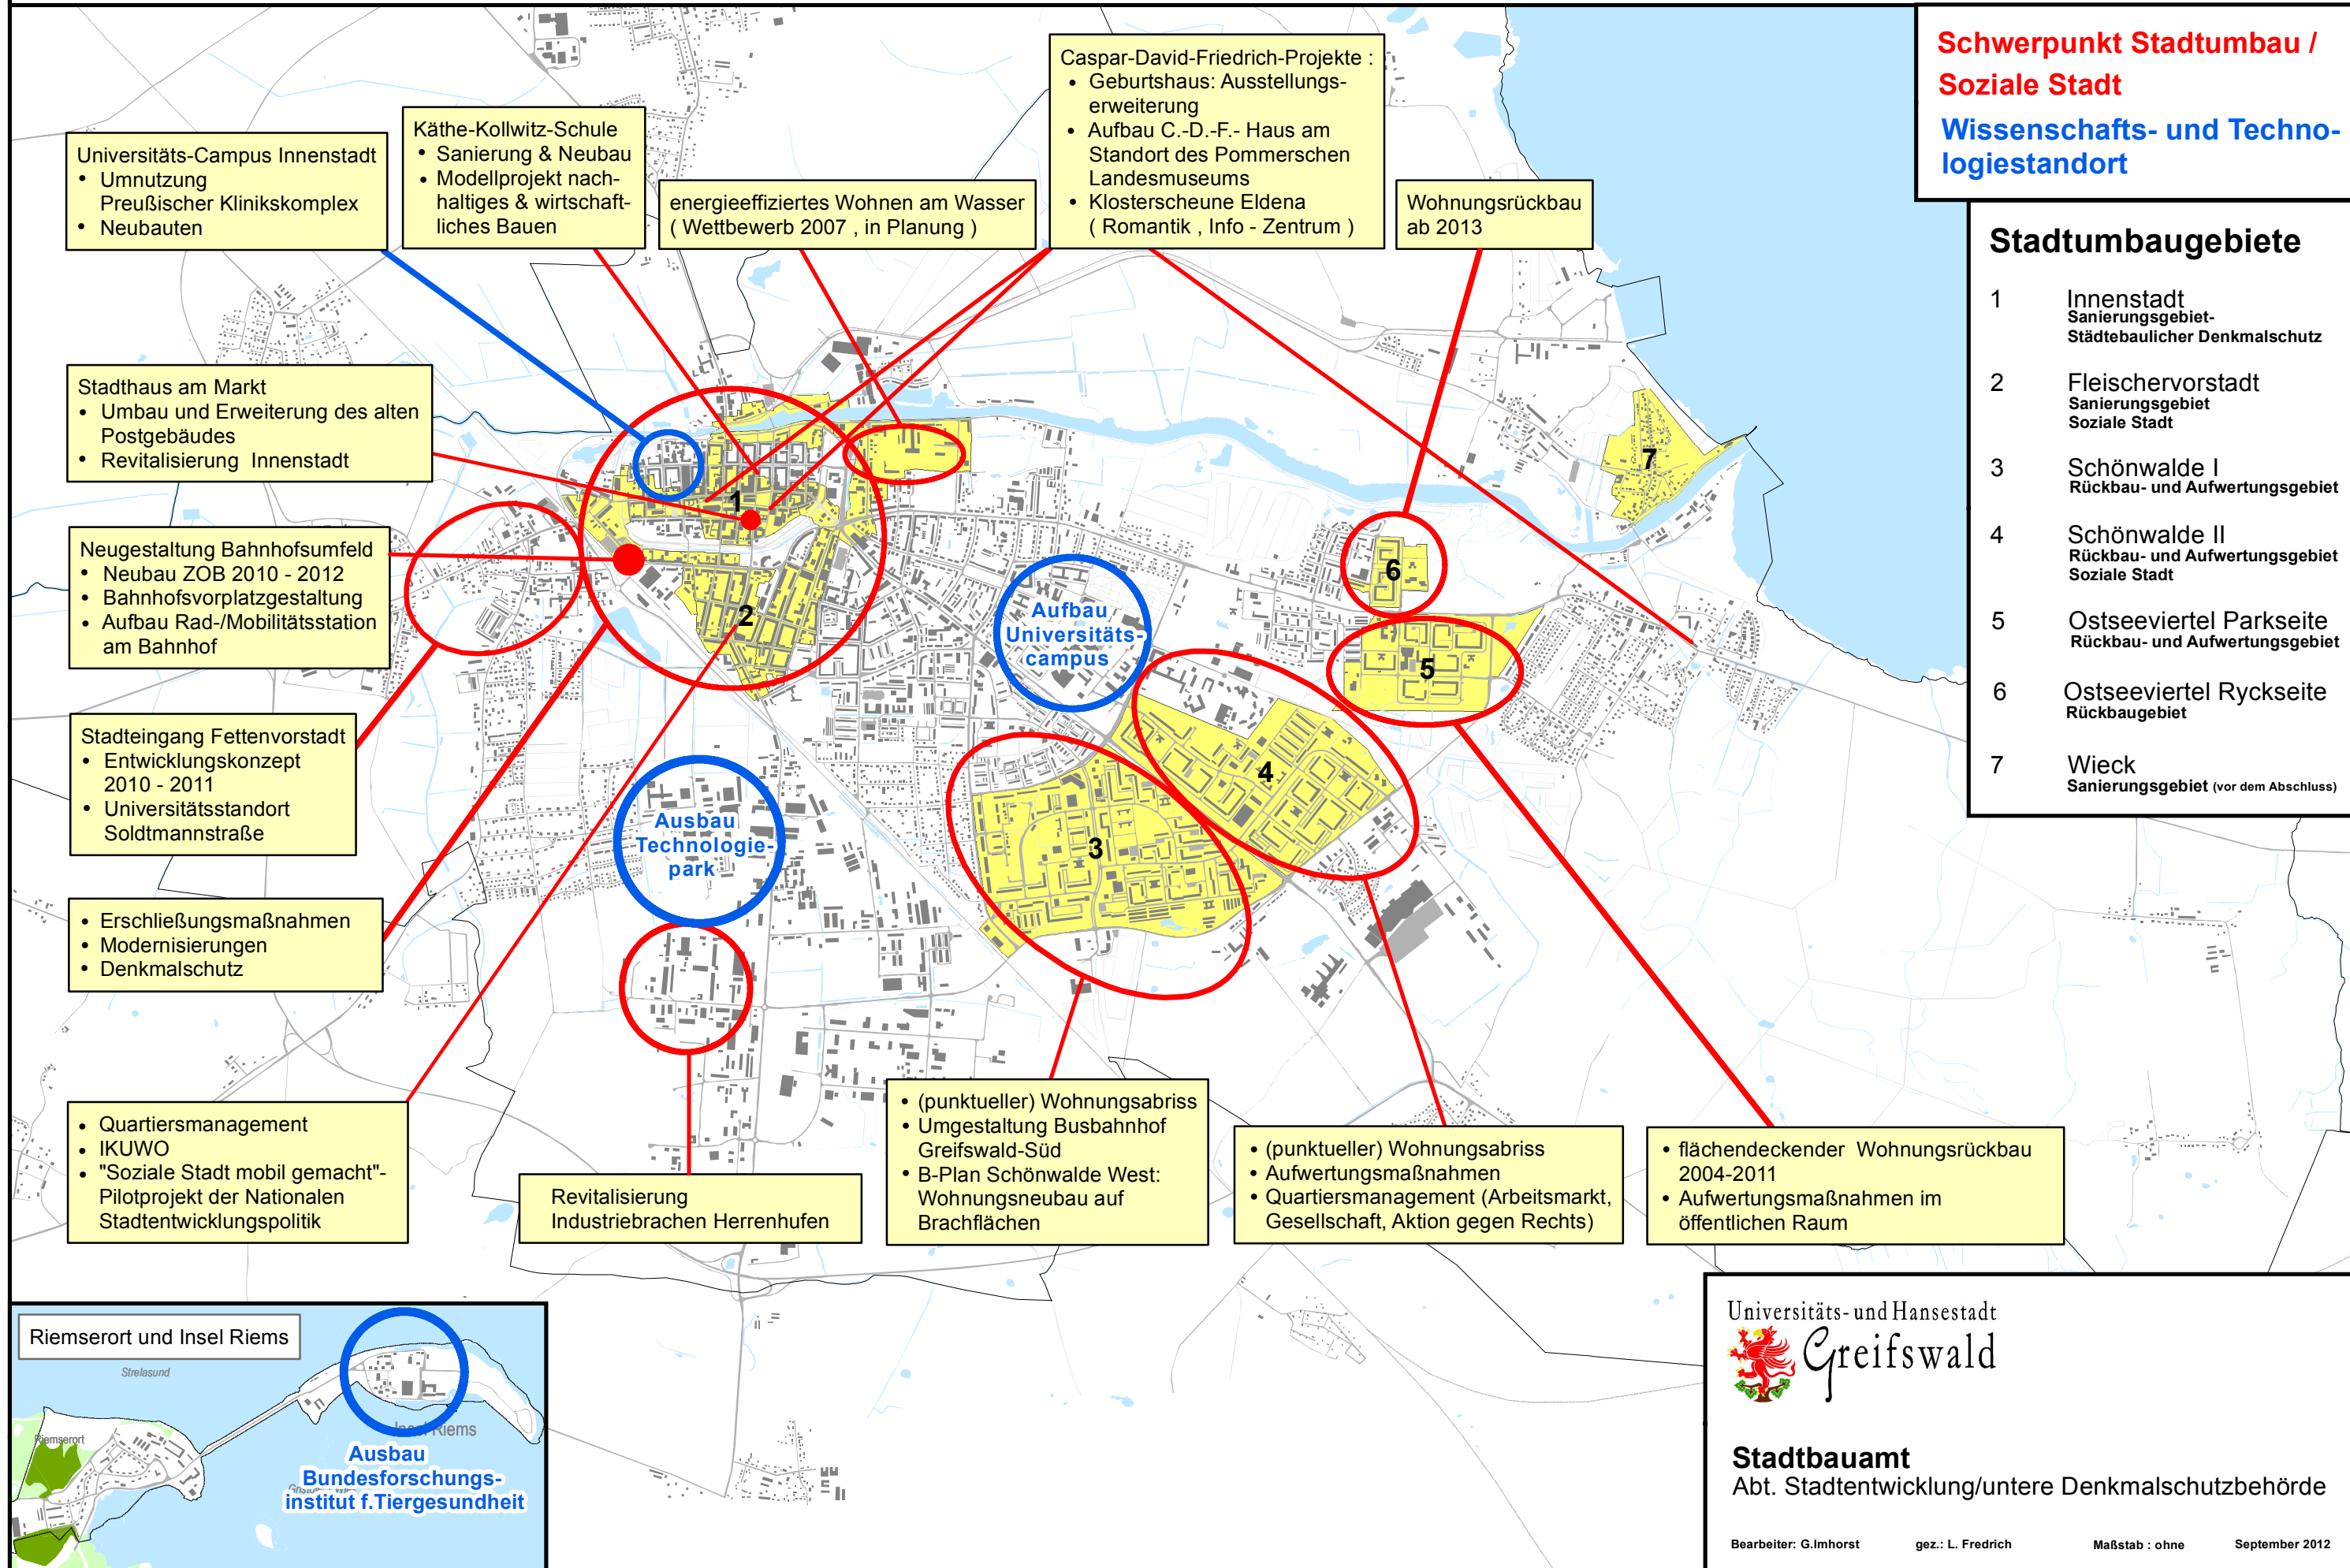 Schwerpunkt Stadtumbau /
Soziale Stadt
Wissenschafts- und Techno-
logiestandort
Stadtumbaugebiete
1 Innenstadt
Sanierungsgebiet-
Städtebaulicher Denkmalschutz
2 Fleischervorstadt
Sanierungsgebiet
Soziale Stadt
3 Schönwalde I
Rückbau- und Aufwertungsgebiet
4 Schönwalde II
Rückbau- und Aufwertungsgebiet
Soziale Stadt
5 Ostseeviertel Parkseite
Rückbau- und Aufwertungsgebiet
6 Ostseeviertel Ryckseite
Rückbaugebiet
7 Wieck
Sanierungsgebiet (vor dem Abschluss)
Caspar-David-Friedrich-Projekte :
• Geburtshaus: Ausstellungs-
erweiterung
• Aufbau C.-D.-F.- Haus am
Standort des Pommerschen
Landesmuseums
• Klosterscheune Eldena
( Romantik , Info - Zentrum )
Käthe-Kollwitz-Schule
• Sanierung & Neubau
• Modellprojekt nach-
haltiges & wirtschaft-
liches Bauen
Universitäts-Campus Innenstadt
• Umnutzung
Preußischer Klinikskomplex
• Neubauten
energieeffiziertes Wohnen am Wasser
( Wettbewerb 2007 , in Planung )
Wohnungsrückbau
ab 2013
Stadthaus am Markt
• Umbau und Erweiterung des alten
Postgebäudes
• Revitalisierung Innenstadt
Neugestaltung Bahnhofsumfeld
• Neubau ZOB 2010 - 2012
• Bahnhofsvorplatzgestaltung
• Aufbau Rad-/Mobilitätsstation
am Bahnhof
Stadteingang Fettenvorstadt
• Entwicklungskonzept
2010 - 2011
• Universitätsstandort
Soldtmannstraße
• Erschließungsmaßnahmen
• Modernisierungen
• Denkmalschutz
• Quartiersmanagement
• IKUWO
• "Soziale Stadt mobil gemacht"-
Pilotprojekt der Nationalen
Stadtentwicklungspolitik
Revitalisierung
Industriebrachen Herrenhufen
• (punktueller) Wohnungsabriss
• Umgestaltung Busbahnhof
Greifswald-Süd
• B-Plan Schönwalde West:
Wohnungsneubau auf
Brachflächen
• (punktueller) Wohnungsabriss
• Aufwertungsmaßnahmen
• Quartiersmanagement (Arbeitsmarkt,
Gesellschaft, Aktion gegen Rechts)
• flächendeckender Wohnungsrückbau
2004-2011
• Aufwertungsmaßnahmen im
öffentlichen Raum
1
2
3
4
5
6
7
Aufbau
Universitäts-
campus
Ausbau
Technologie-
park
Riemserort und Insel Riems
Strelasund
Riemserort
Insel Riems
Ausbau
Bundesforschungs-
institut f.Tiergesundheit
Universitäts- und Hansestadt
Greifswald
Stadtbauamt
Abt. Stadtentwicklung/untere Denkmalschutzbehörde
Bearbeiter: G.Imhorst gez.: L. Fredrich Maßstab : ohne September 2012